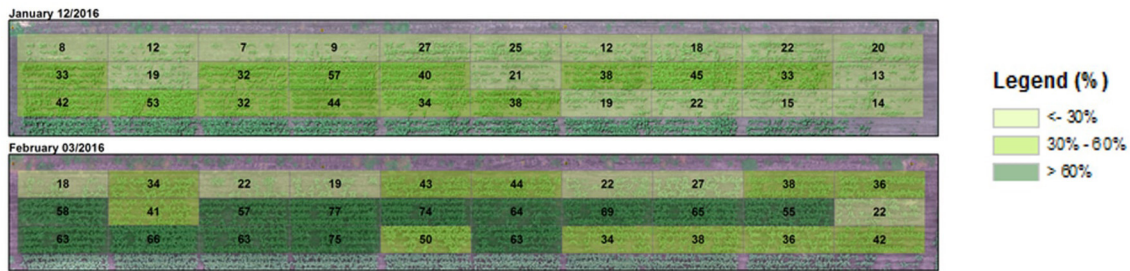 January 12/2016
8 12 7 9 27 25 12 18 22 20
33 19 32 57 40 21 38 45 33 13
42 53 32 44 34 38 19 22 15 14
February 03/2016
18 34 22 19 43 44 22 27 38 36
58 41 57 77 74 64 69 65 55 22
63 66 63 75 50 63 34 38 36 42
Legend (%)
<- 30%
30% - 60%
> 60%